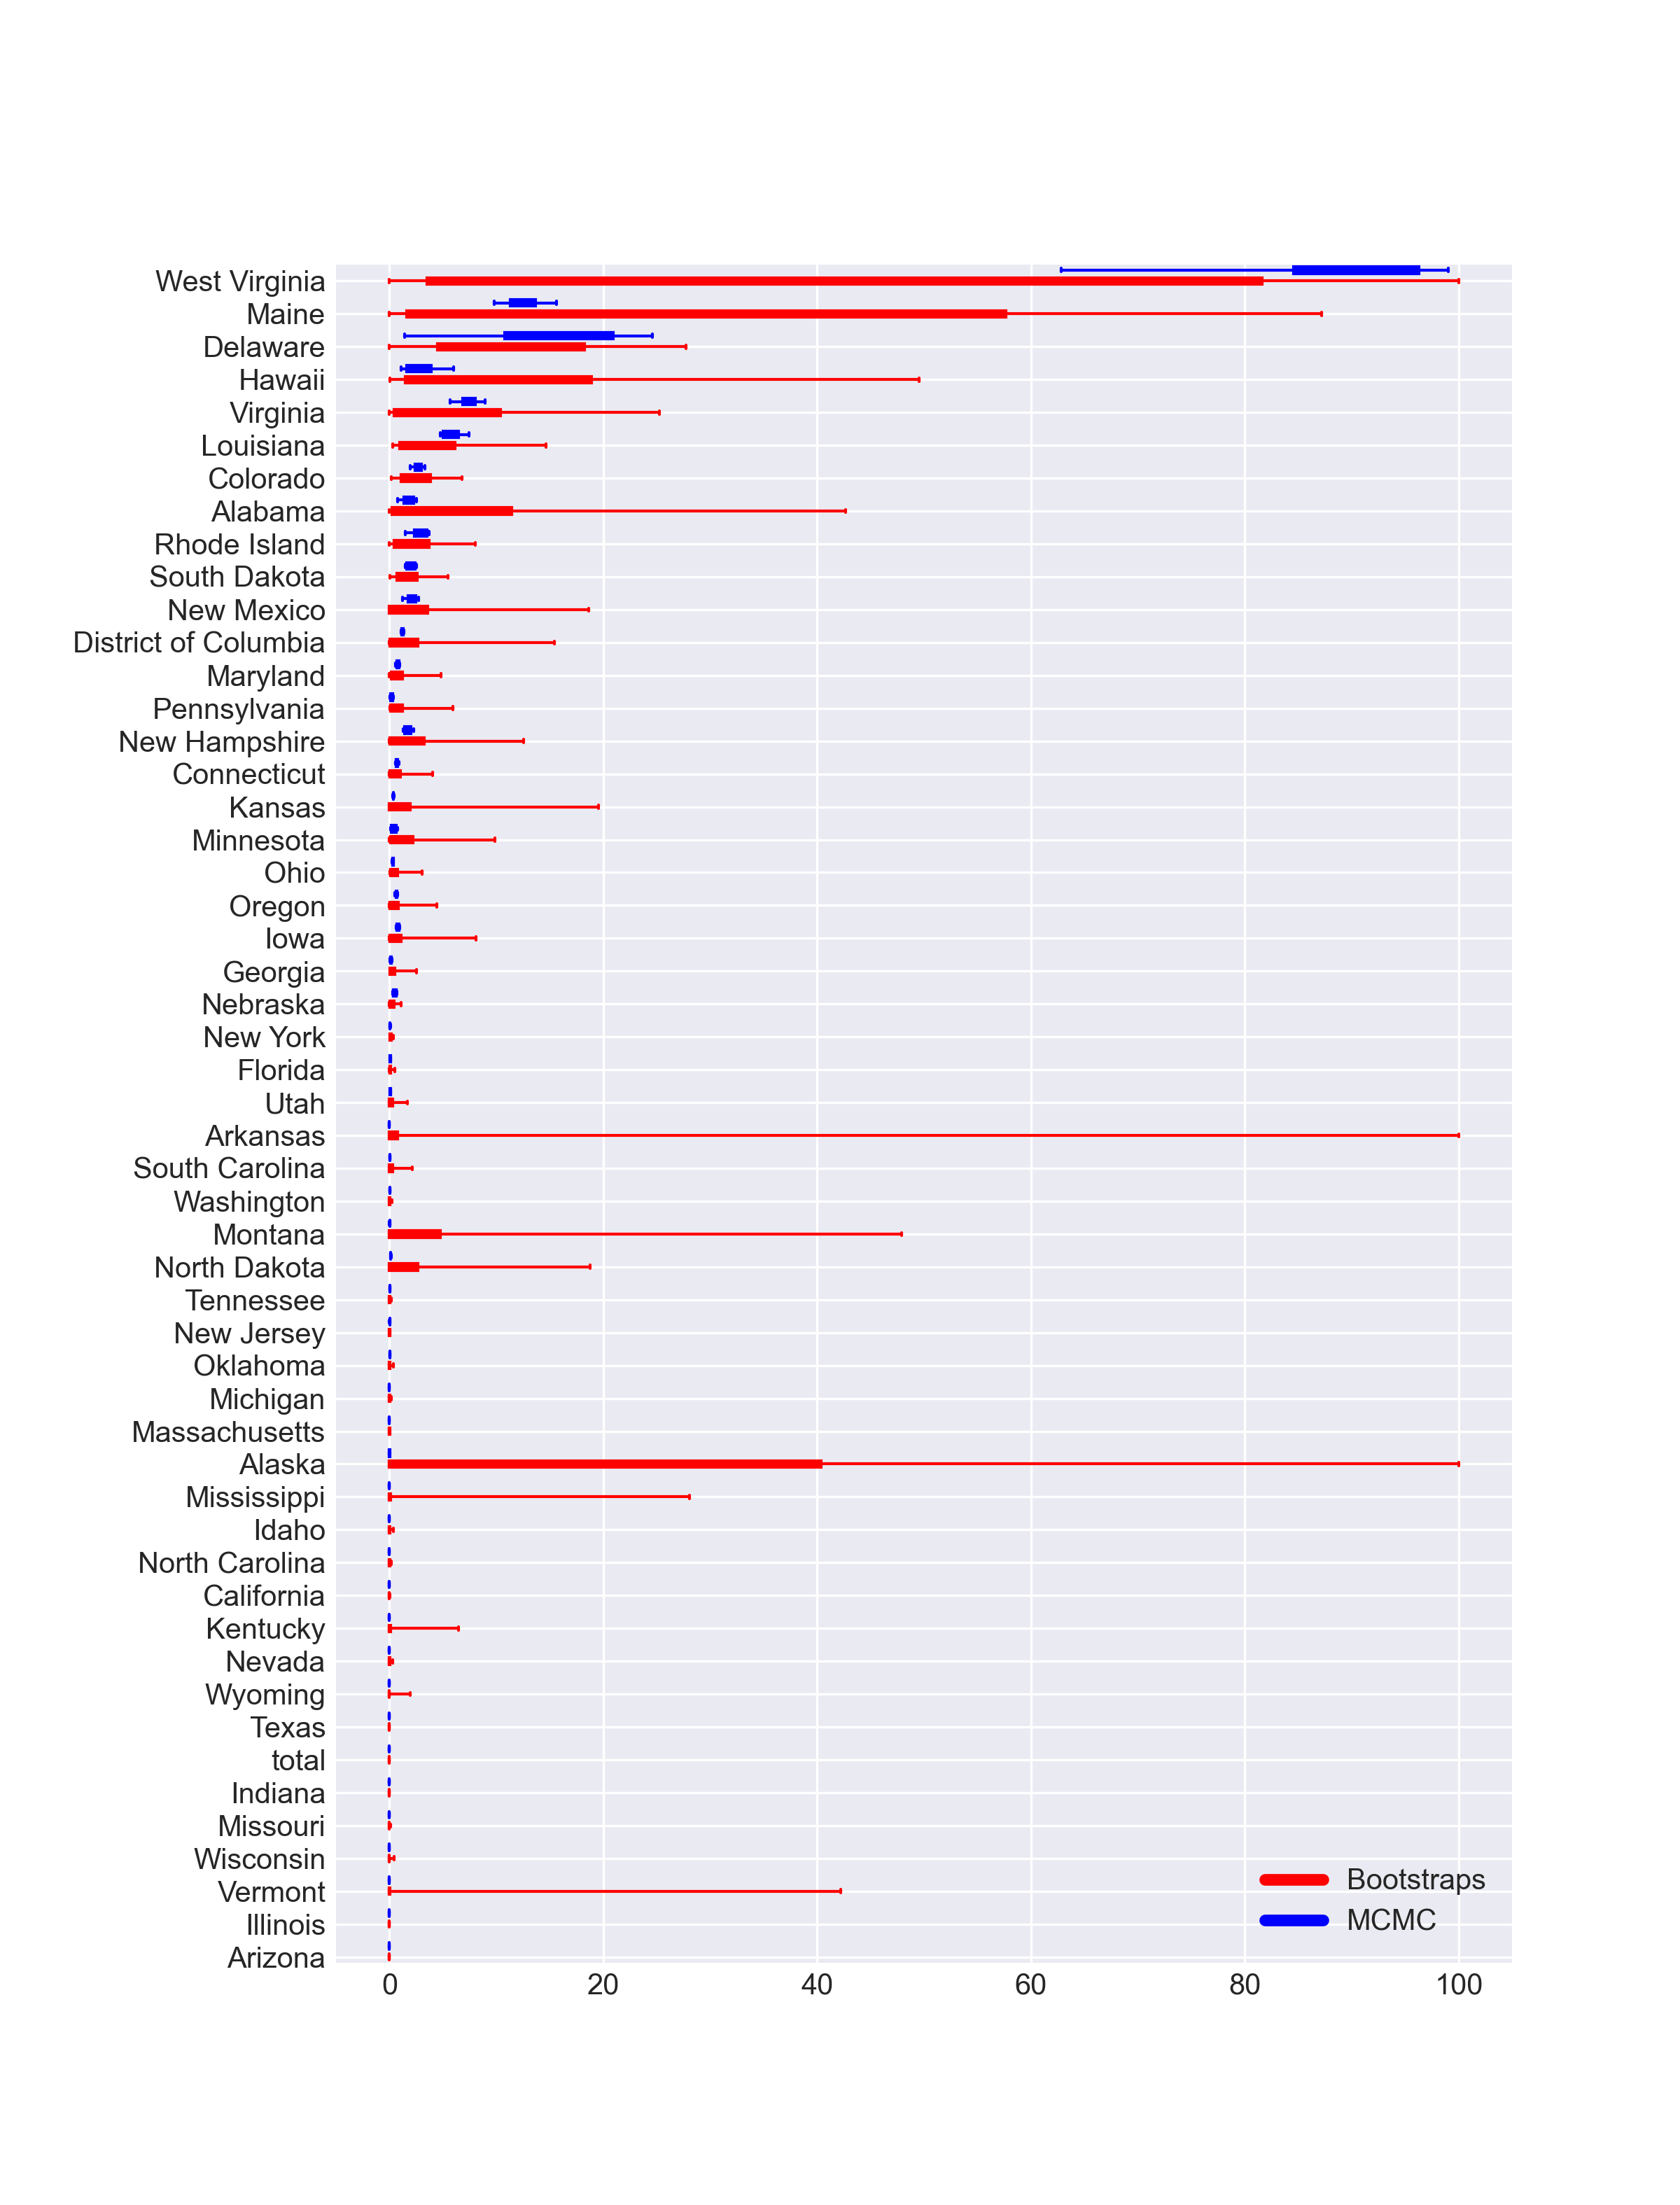 West Virginia
Maine
Delaware
Hawaii
Virginia
Louisiana
Colorado
Alabama
Rhode Island
South Dakota
New Mexico
District of Columbia
Maryland
Pennsylvania
New Hampshire
Connecticut
Kansas
Minnesota
Ohio
Oregon
Iowa
Georgia
Nebraska
New York
Florida
Utah
Arkansas
South Carolina
Washington
Montana
North Dakota
Tennessee
New Jersey
Oklahoma
Michigan
Massachusetts
Alaska
Mississippi
Idaho
North Carolina
California
Kentucky
Nevada
Wyoming
Texas
total
Indiana
Missouri
Wisconsin
Vermont
Illinois
Arizona
Bootstraps
MCMC
0 20 40 60 80 100